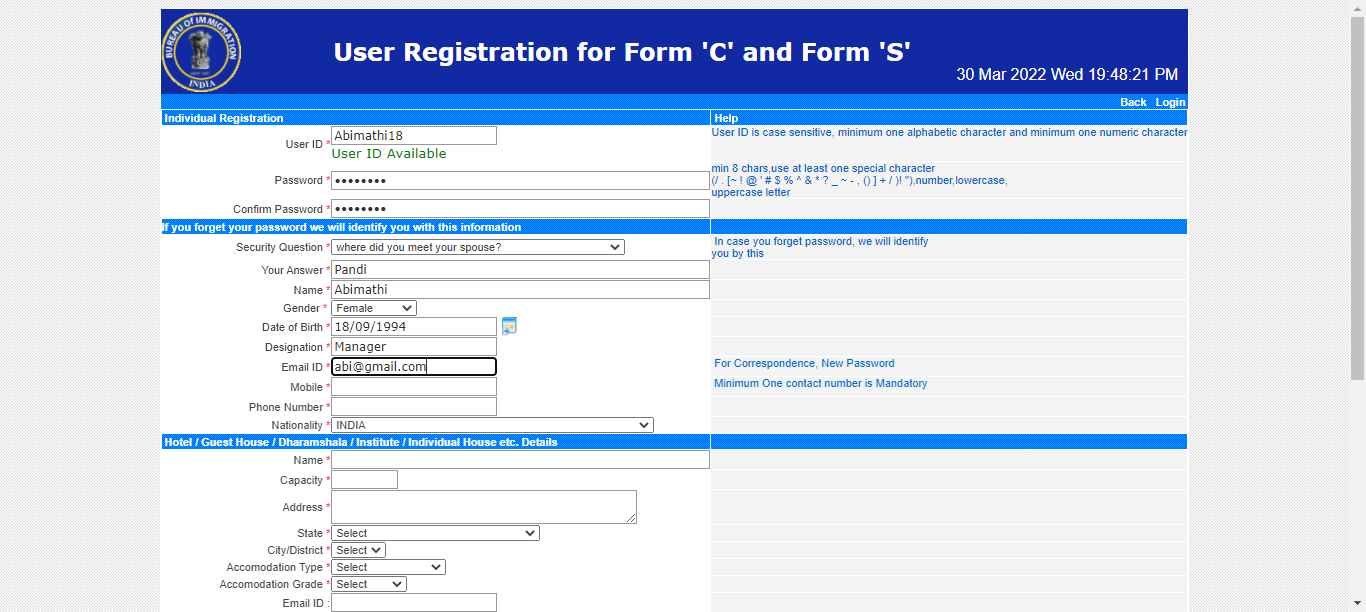 BUREAU OF IMMIGRATION
INDIA
User Registration for Form 'C' and Form 'S'
30 Mar 2022 Wed 19:48:21 PM
Back Login
Individual Registration Help
User ID * Abimathi18 User ID is case sensitive, minimum one alphabetic character and minimum one numeric character
User ID Available
Password * •••••••• min 8 chars,use at least one special character
(/ . [~ ! @ ' # $ % ^ & * ? _ ~ - , () ] + / )! "),number,lowercase,
uppercase letter
Confirm Password * ••••••••
If you forget your password we will identify you with this information
Security Question * where did you meet your spouse? In case you forget password, we will identify
you by this
Your Answer * Pandi
Name * Abimathi
Gender * Female
Date of Birth * 18/09/1994
Designation * Manager
Email ID * abi@gmail.com For Correspondence, New Password
Mobile * Minimum One contact number is Mandatory
Phone Number *
Nationality * INDIA
Hotel / Guest House / Dharamshala / Institute / Individual House etc. Details
Name *
Capacity *
Address *
State * Select
City/District * Select
Accomodation Type * Select
Accomodation Grade * Select
Email ID :